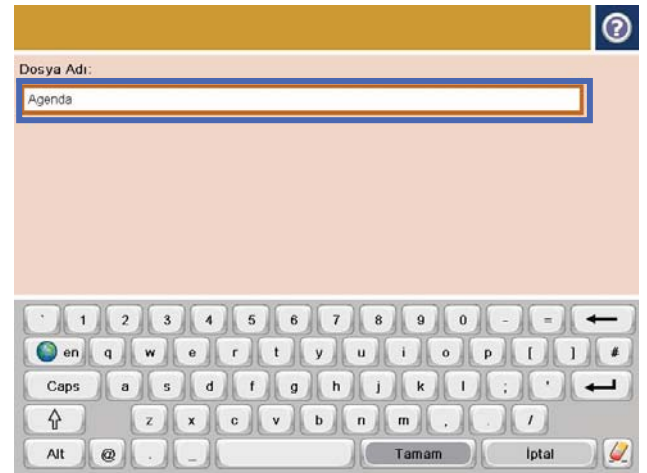 ?
Dosya Adı:
Agenda
` 1 2 3 4 5 6 7 8 9 0 - =
en q w e r t y u i o p [ ] #
Caps a s d f g h j k l ; '
z x c v b n m , . /
Alt @ . _ Tamam İptal